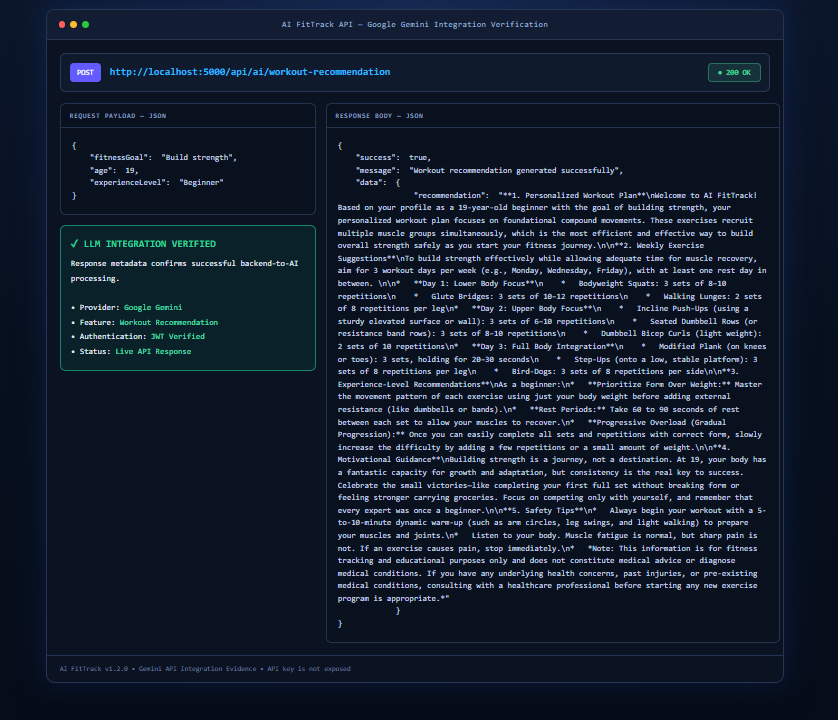 AI FitTrack API — Google Gemini Integration Verification
POST http://localhost:5000/api/ai/workout-recommendation
● 200 OK
REQUEST PAYLOAD — JSON
{
"fitnessGoal": "Build strength",
"age": 19,
"experienceLevel": "Beginner"
}
✓ LLM INTEGRATION VERIFIED
Response metadata confirms successful backend-to-AI
processing.
• Provider: Google Gemini
• Feature: Workout Recommendation
• Authentication: JWT Verified
• Status: Live API Response
RESPONSE BODY — JSON
{
"success": true,
"message": "Workout recommendation generated successfully",
"data": {
"recommendation": "**1. Personalized Workout Plan**\nWelcome to AI FitTrack!
Based on your profile as a 19-year-old beginner with the goal of building strength, your
personalized workout plan focuses on foundational compound movements. These exercises recruit
multiple muscle groups simultaneously, which is the most efficient and effective way to build
overall strength safely as you start your fitness journey.\n\n**2. Weekly Exercise
Suggestions**\nTo build strength effectively while allowing adequate time for muscle recovery,
aim for 3 workout days per week (e.g., Monday, Wednesday, Friday), with at least one rest day in
between. \n\n* **Day 1: Lower Body Focus**\n * Bodyweight Squats: 3 sets of 8–10
repetitions\n * Glute Bridges: 3 sets of 10–12 repetitions\n * Walking Lunges: 2 sets
of 8 repetitions per leg\n* **Day 2: Upper Body Focus**\n * Incline Push-Ups (using a
sturdy elevated surface or wall): 3 sets of 6–10 repetitions\n * Seated Dumbbell Rows (or
resistance band rows): 3 sets of 8–10 repetitions\n * Dumbbell Bicep Curls (light weight):
2 sets of 10 repetitions\n* **Day 3: Full Body Integration**\n * Modified Plank (on knees
or toes): 3 sets, holding for 20–30 seconds\n * Step-Ups (onto a low, stable platform): 3
sets of 8 repetitions per leg\n * Bird-Dogs: 3 sets of 8 repetitions per side\n\n**3.
Experience-Level Recommendations**\nAs a beginner:\n* **Prioritize Form Over Weight:** Master
the movement pattern of each exercise using just your body weight before adding external
resistance (like dumbbells or bands).\n* **Rest Periods:** Take 60 to 90 seconds of rest
between each set to allow your muscles to recover.\n* **Progressive Overload (Gradual
Progression):** Once you can easily complete all sets and repetitions with correct form, slowly
increase the difficulty by adding a few repetitions or a small amount of weight.\n\n**4.
Motivational Guidance**\nBuilding strength is a journey, not a destination. At 19, your body has
a fantastic capacity for growth and adaptation, but consistency is the real key to success.
Celebrate the small victories—like completing your first full set without breaking form or
feeling stronger carrying groceries. Focus on competing only with yourself, and remember that
every expert was once a beginner.\n\n**5. Safety Tips**\n* Always begin your workout with a 5-
to-10-minute dynamic warm-up (such as arm circles, leg swings, and light walking) to prepare
your muscles and joints.\n* Listen to your body. Muscle fatigue is normal, but sharp pain is
not. If an exercise causes pain, stop immediately.\n* *Note: This information is for fitness
tracking and educational purposes only and does not constitute medical advice or diagnose
medical conditions. If you have any underlying health concerns, past injuries, or pre-existing
medical conditions, consulting with a healthcare professional before starting any new exercise
program is appropriate.*"
}
}
AI FitTrack v1.2.0 • Gemini API Integration Evidence • API key is not exposed